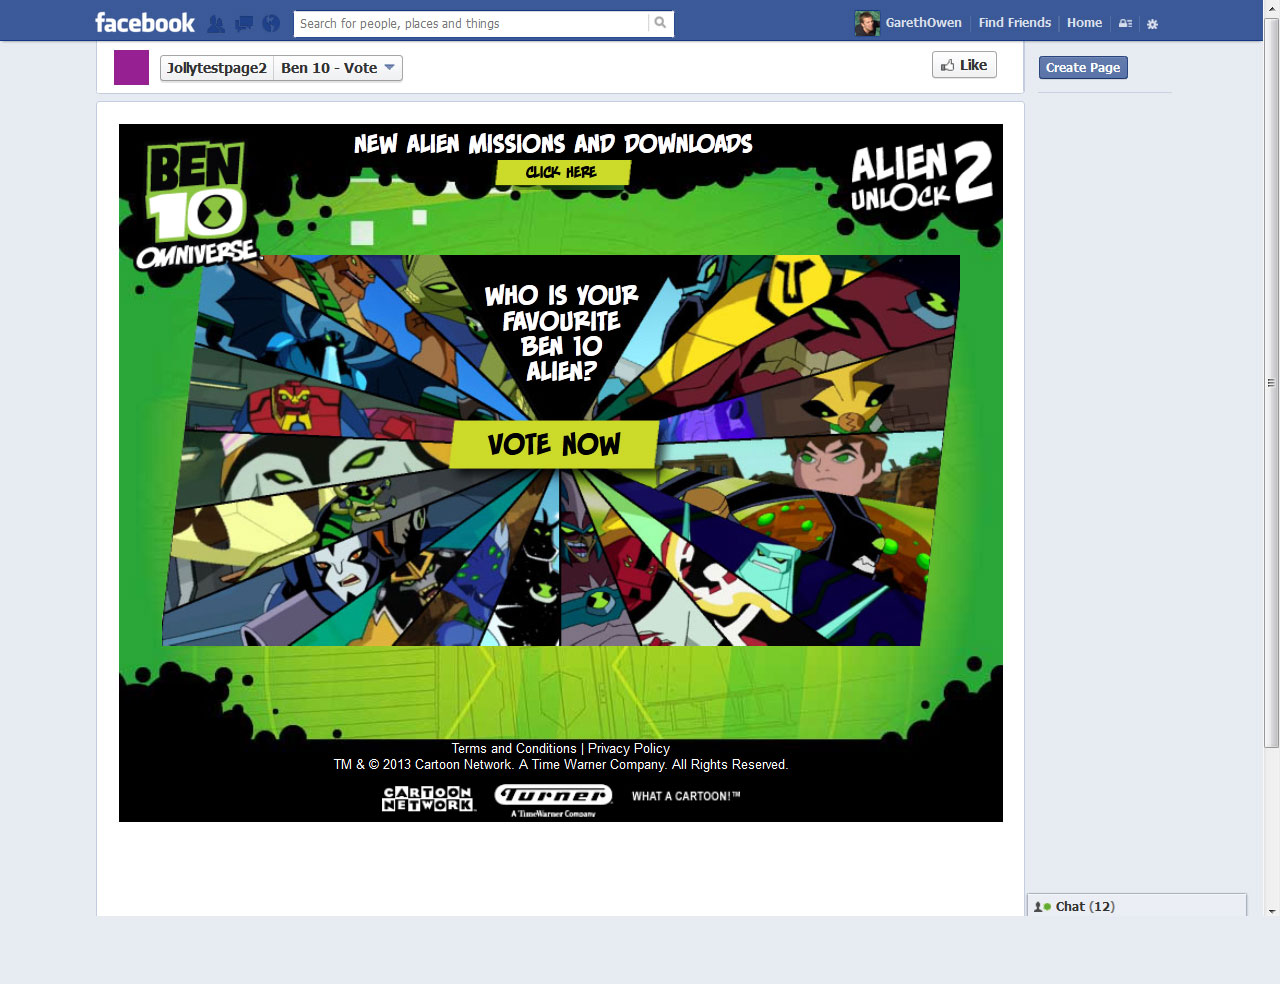 facebook
Search for people, places and things
GarethOwen
Find Friends
Home
Jollytestpage2
Ben 10 - Vote
Like
Create Page
BEN
10
OMNIVERSE
NEW ALIEN MISSIONS AND DOWNLOADS
CLICK HERE
ALIEN
UNLOCK 2
WHO IS YOUR
FAVOURITE
BEN 10
ALIEN?
VOTE NOW
Terms and Conditions | Privacy Policy
TM & © 2013 Cartoon Network. A Time Warner Company. All Rights Reserved.
CARTOON
NETWORK
Turner
A TimeWarner Company
WHAT A CARTOON!™
Chat (12)